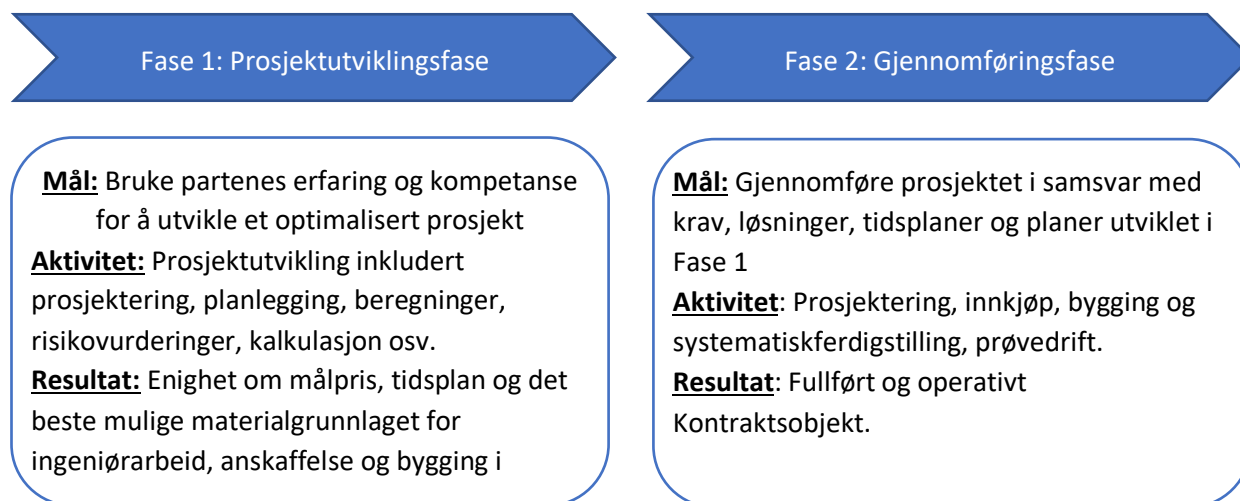 Fase 1: Prosjektutviklingsfase
Fase 2: Gjennomføringsfase
Mål: Bruke partenes erfaring og kompetanse
for å utvikle et optimalisert prosjekt
Aktivitet: Prosjektutvikling inkludert
prosjektering, planlegging, beregninger,
risikovurderinger, kalkulasjon osv.
Resultat: Enighet om målpris, tidsplan og det
beste mulige materialgrunnlaget for
ingeniørarbeid, anskaffelse og bygging i
Mål: Gjennomføre prosjektet i samsvar med
krav, løsninger, tidsplaner og planer utviklet i
Fase 1
Aktivitet: Prosjektering, innkjøp, bygging og
systematiskferdigstilling, prøvedrift.
Resultat: Fullført og operativt
Kontraktsobjekt.